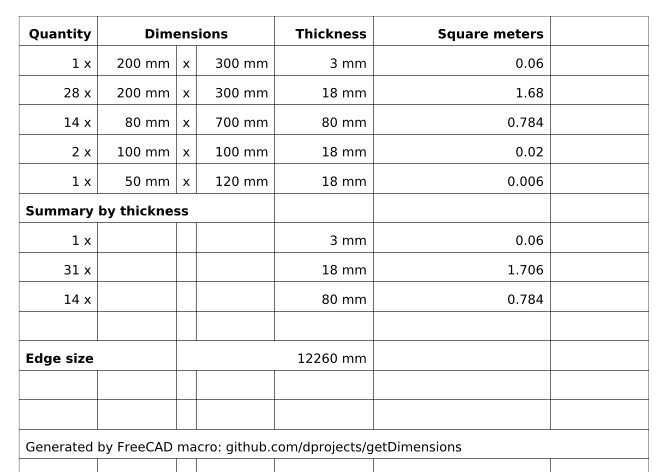 Quantity Dimensions Thickness Square meters
1 x 200 mm x 300 mm 3 mm 0.06
28 x 200 mm x 300 mm 18 mm 1.68
14 x 80 mm x 700 mm 80 mm 0.784
2 x 100 mm x 100 mm 18 mm 0.02
1 x 50 mm x 120 mm 18 mm 0.006
Summary by thickness
1 x 3 mm 0.06
31 x 18 mm 1.706
14 x 80 mm 0.784
Edge size 12260 mm
Generated by FreeCAD macro: github.com/dprojects/getDimensions